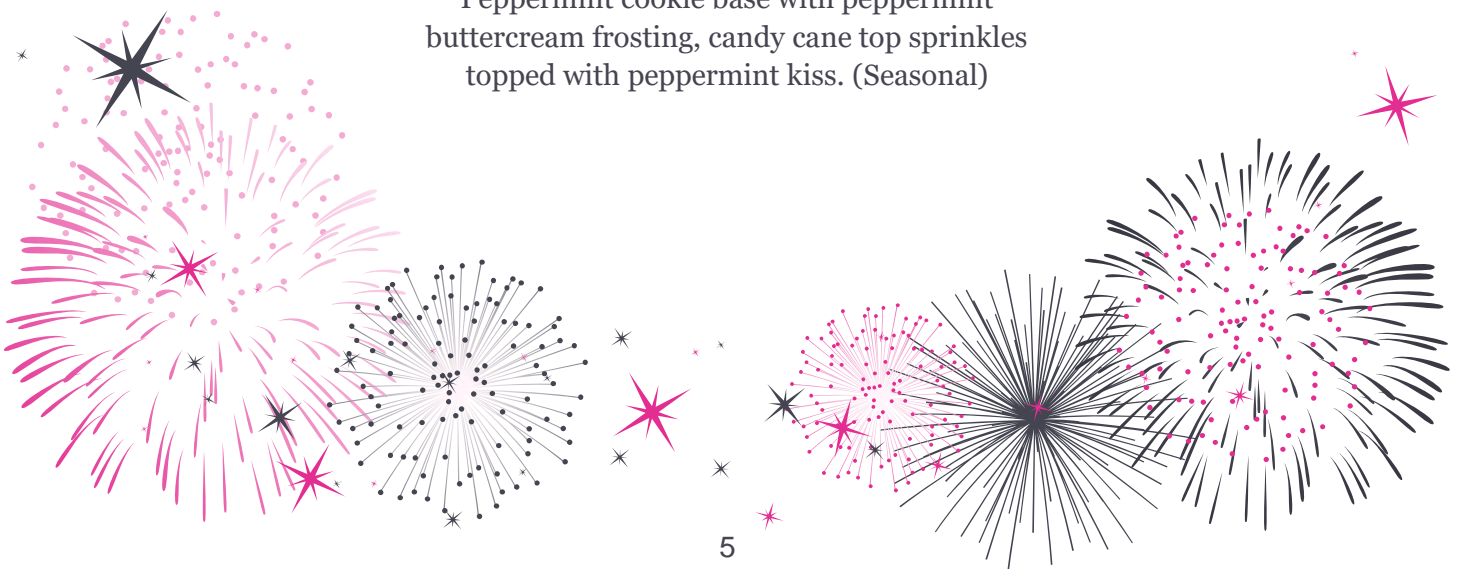 Peppermint cookie base with peppermint
buttercream frosting, candy cane top sprinkles
topped with peppermint kiss. (Seasonal)
5